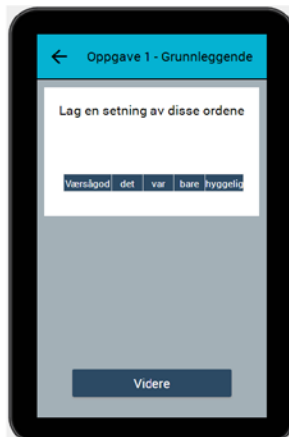 Oppgave 1 - Grunnleggende
Lag en setning av disse ordene
Værsågod det var bare hyggelig
Videre